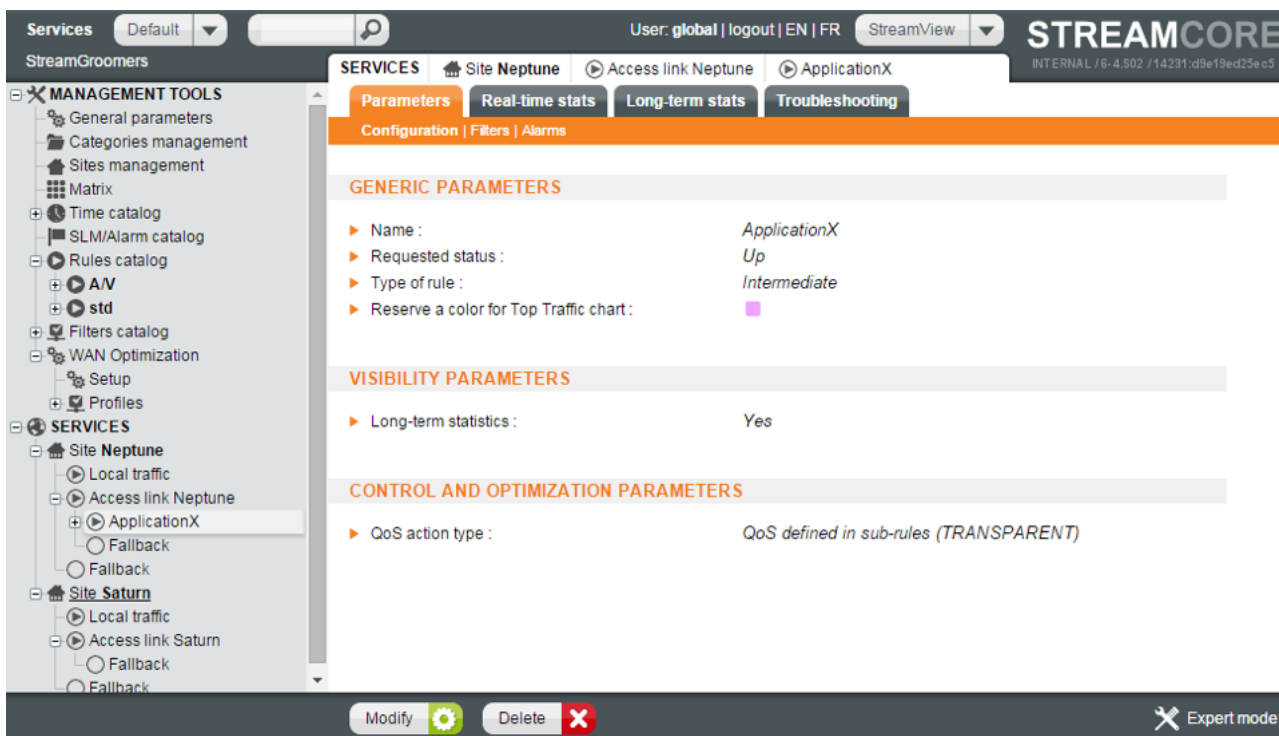 Services Default User: global | logout | EN | FR StreamView STREAMCORE
StreamGroomers INTERNAL / 6-4.S02 / 14231:d9e19ed25ec5
SERVICES Site Neptune Access link Neptune ApplicationX
Parameters Real-time stats Long-term stats Troubleshooting
Configuration | Filters | Alarms
MANAGEMENT TOOLS
General parameters
Categories management
Sites management
Matrix
Time catalog
SLM/Alarm catalog
Rules catalog
A/V
std
Filters catalog
WAN Optimization
Setup
Profiles
SERVICES
Site Neptune
Local traffic
Access link Neptune
ApplicationX
Fallback
Fallback
Site Saturn
Local traffic
Access link Saturn
Fallback
Fallback
GENERIC PARAMETERS
Name : ApplicationX
Requested status : Up
Type of rule : Intermediate
Reserve a color for Top Traffic chart :
VISIBILITY PARAMETERS
Long-term statistics : Yes
CONTROL AND OPTIMIZATION PARAMETERS
QoS action type : QoS defined in sub-rules (TRANSPARENT)
Modify Delete Expert mode